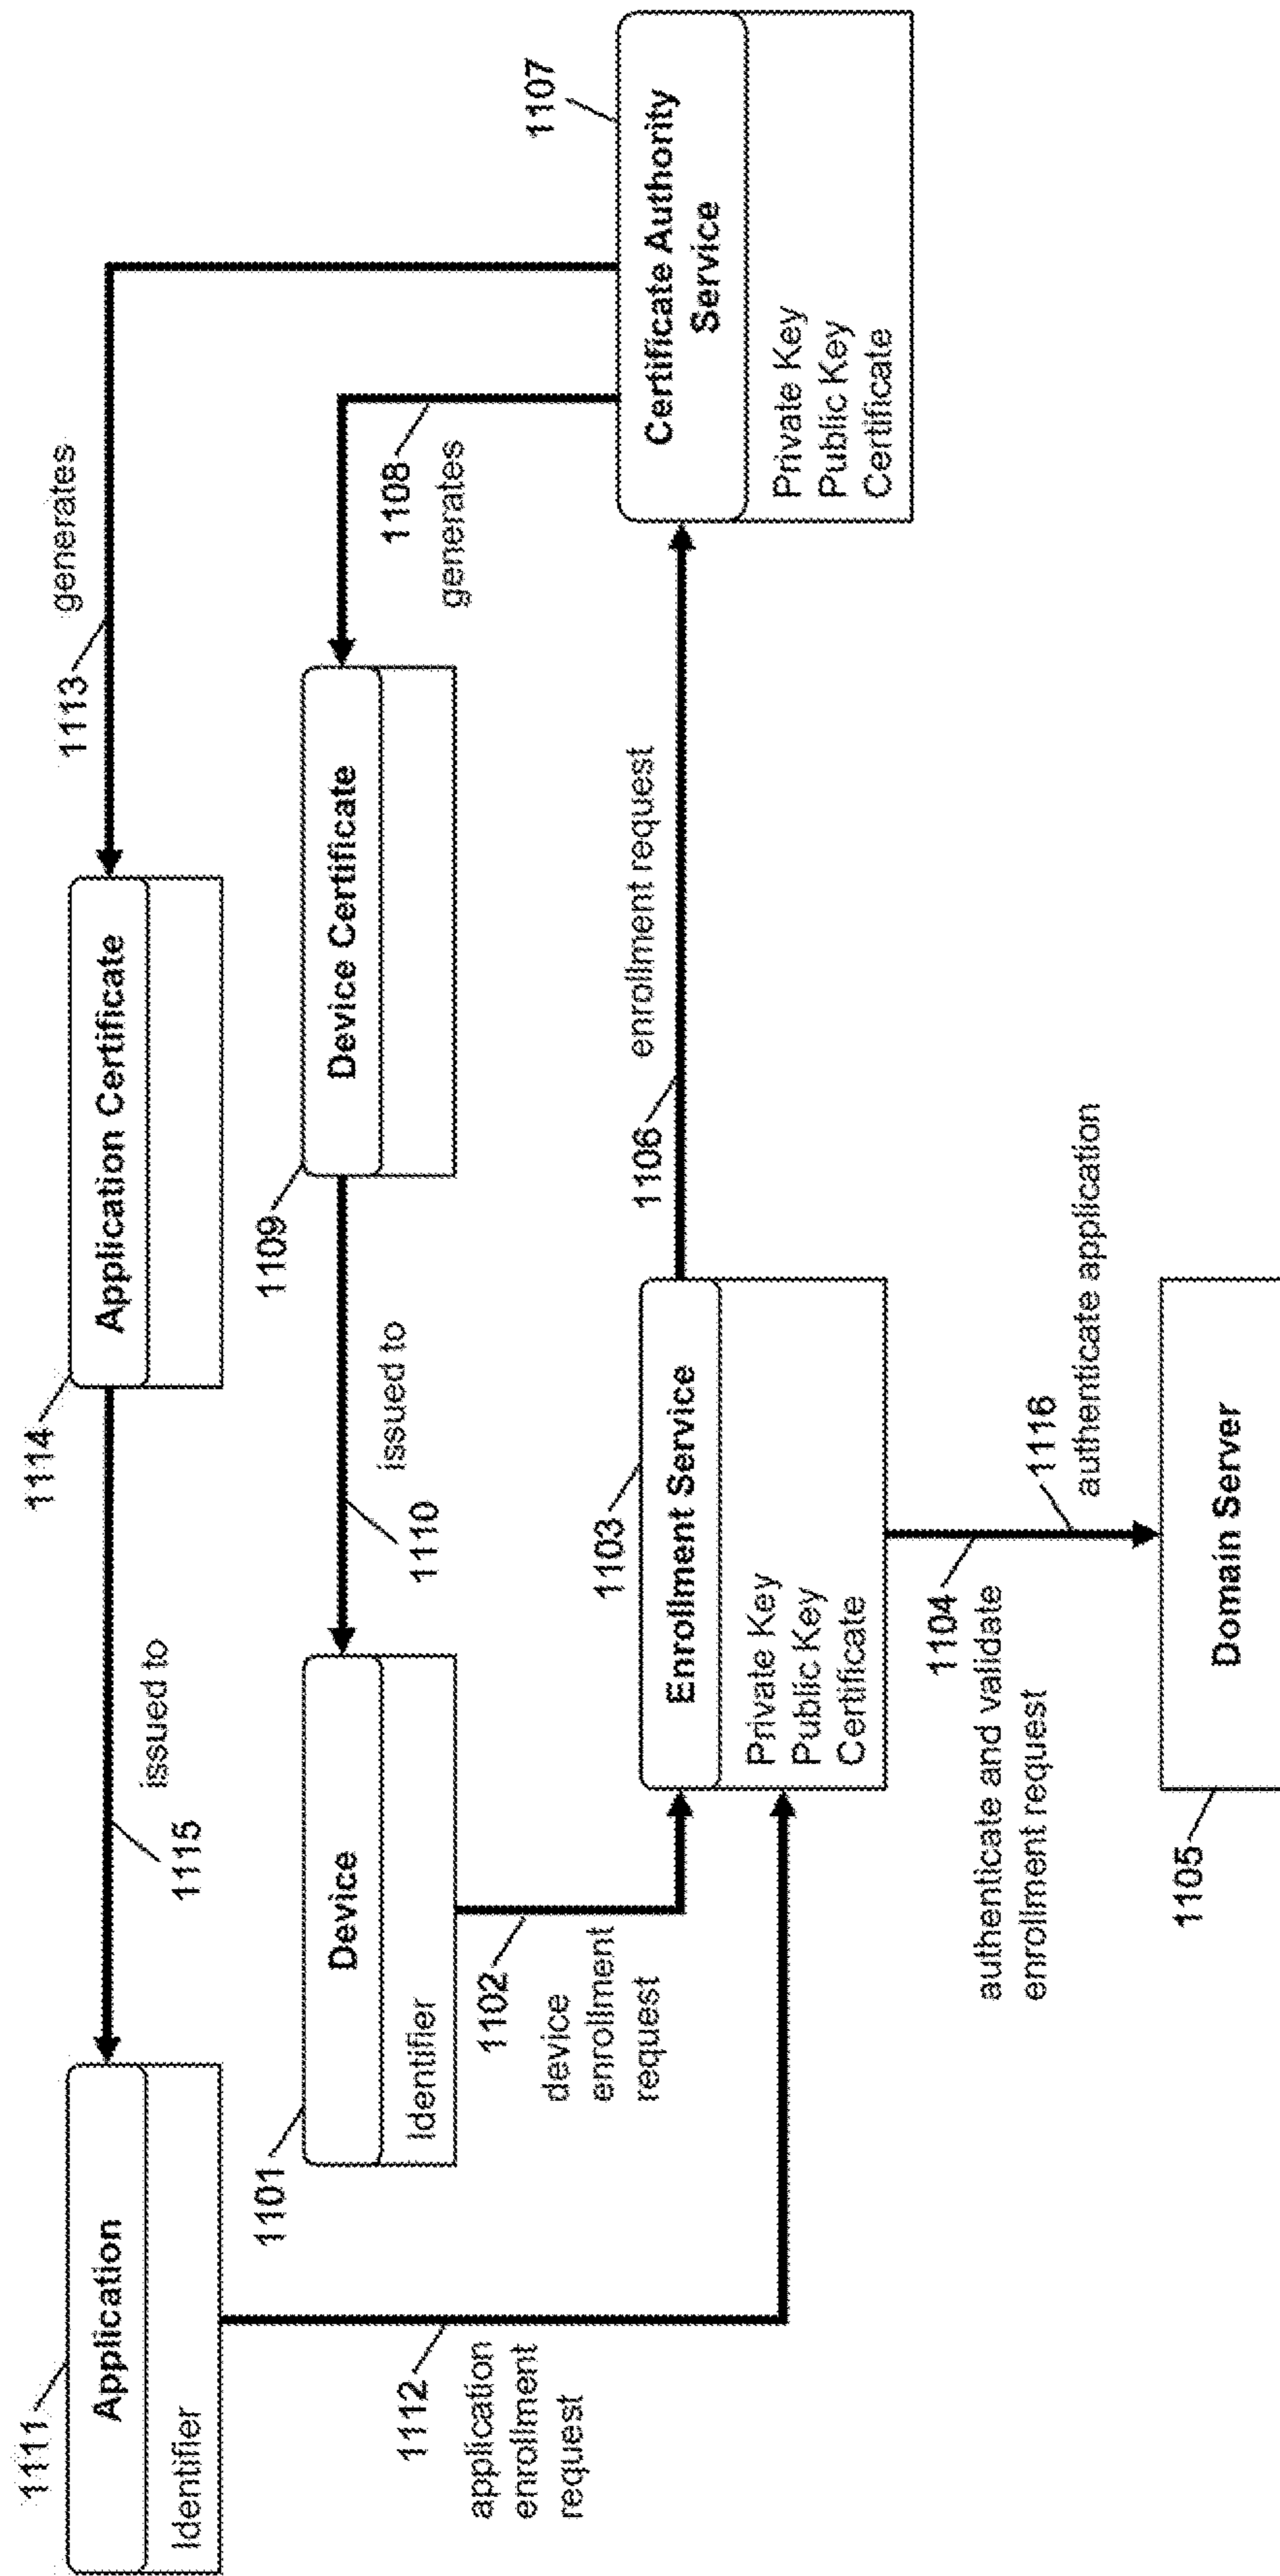 1111
Application
Identifier
1115
issued to
1114
Application Certificate
1113
generates
1101
Device
Identifier
1110
issued to
1109
Device Certificate
1108
generates
1112
application
enrollment
request
1102
device
enrollment
request
1103
Enrollment Service
Private Key
Public Key
Certificate
1106
enrollment request
1107
Certificate Authority
Service
Private Key
Public Key
Certificate
1104
authenticate and validate
enrollment request
1116
authenticate application
1105
Domain Server